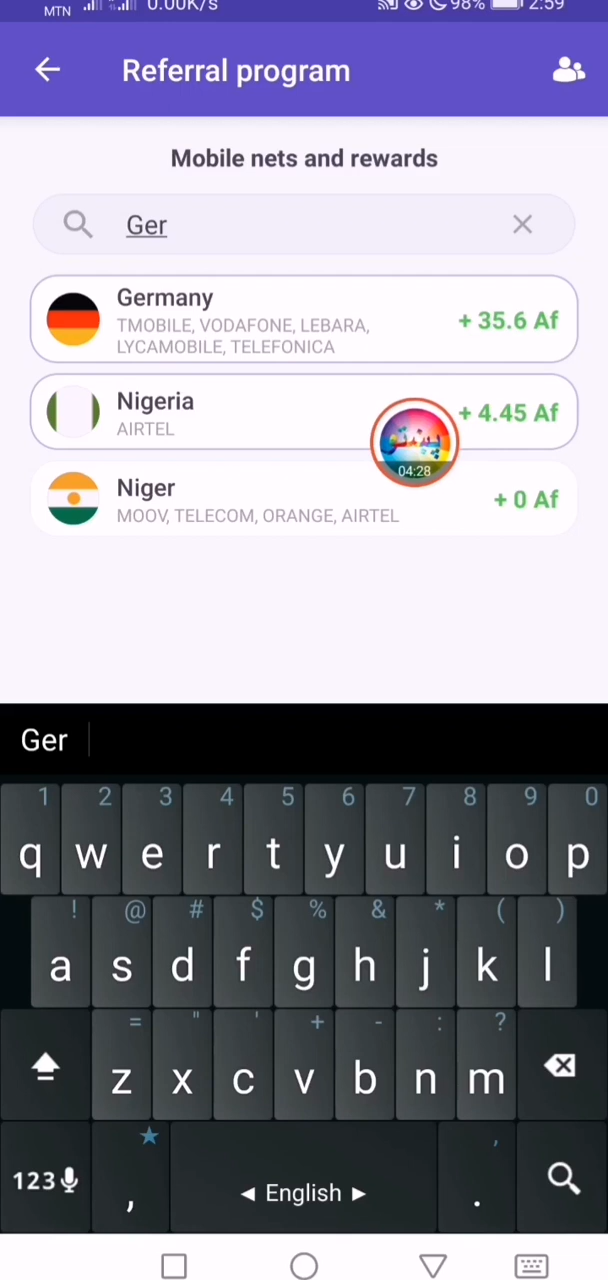 MTN 0.00K/s 98% 2:59
Referral program
Mobile nets and rewards
Ger
Germany
TMOBILE, VODAFONE, LEBARA,
LYCAMOBILE, TELEFONICA
+ 35.6 Af
Nigeria
AIRTEL
+ 4.45 Af
پښتو
04:28
Niger
MOOV, TELECOM, ORANGE, AIRTEL
+ 0 Af
Ger
1 2 3 4 5 6 7 8 9 0
q w e r t y u i o p
! @ # $ % & * ( )
a s d f g h j k l
= " ' + - : ?
z x c v b n m
123 , ◄ English ► . ,